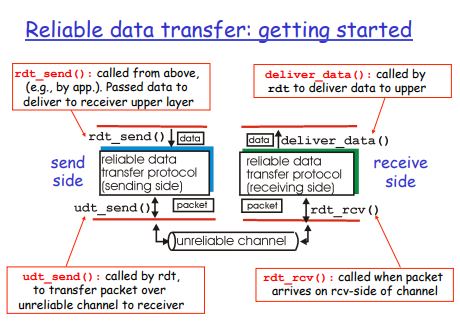 Reliable data transfer: getting started
rdt_send(): called from above,
(e.g., by app.). Passed data to
deliver to receiver upper layer
deliver_data(): called by
rdt to deliver data to upper
rdt_send()
data
data
deliver_data()
send
side
reliable data
transfer protocol
(sending side)
reliable data
transfer protocol
(receiving side)
receive
side
udt_send()
packet
packet
rdt_rcv()
unreliable channel
udt_send(): called by rdt,
to transfer packet over
unreliable channel to receiver
rdt_rcv(): called when packet
arrives on rcv-side of channel